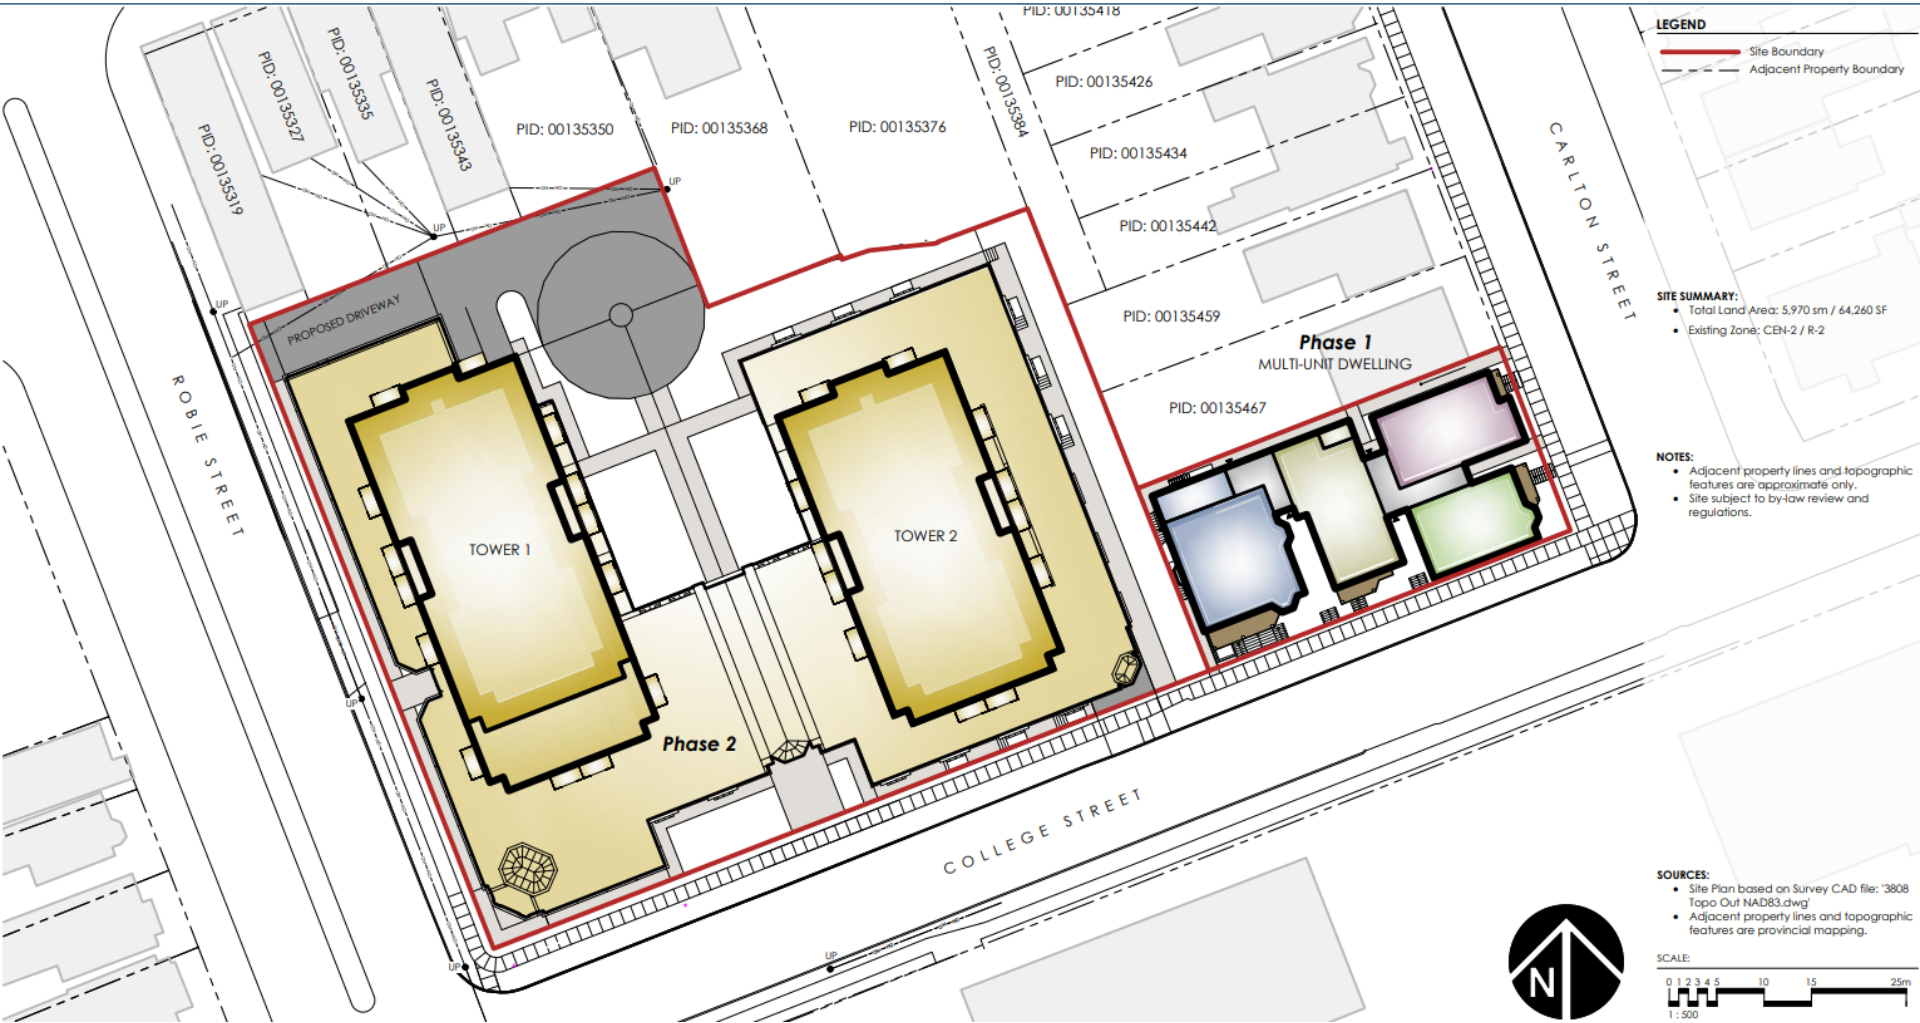 PID: 00135418
LEGEND
Site Boundary
Adjacent Property Boundary
PID: 00135335
PID: 00135327
PID: 00135343
PID: 00135319
PID: 00135350
PID: 00135368
PID: 00135376
PID: 00135384
PID: 00135426
PID: 00135434
PID: 00135442
PID: 00135459
PID: 00135467
CARLTON STREET
UP
UP
UP
PROPOSED DRIVEWAY
ROBIE STREET
SITE SUMMARY:
• Total Land Area: 5,970 sm / 64,260 SF
• Existing Zone: CEN-2 / R-2
Phase 1
MULTI-UNIT DWELLING
NOTES:
• Adjacent property lines and topographic
features are approximate only.
• Site subject to by-law review and
regulations.
TOWER 1
TOWER 2
UP
Phase 2
COLLEGE STREET
UP
UP
SOURCES:
• Site Plan based on Survey CAD file: '3808
Topo Out NAD83.dwg'
• Adjacent property lines and topographic
features are provincial mapping.
N
SCALE:
0 1 2 3 4 5 10 15 25m
1 : 500